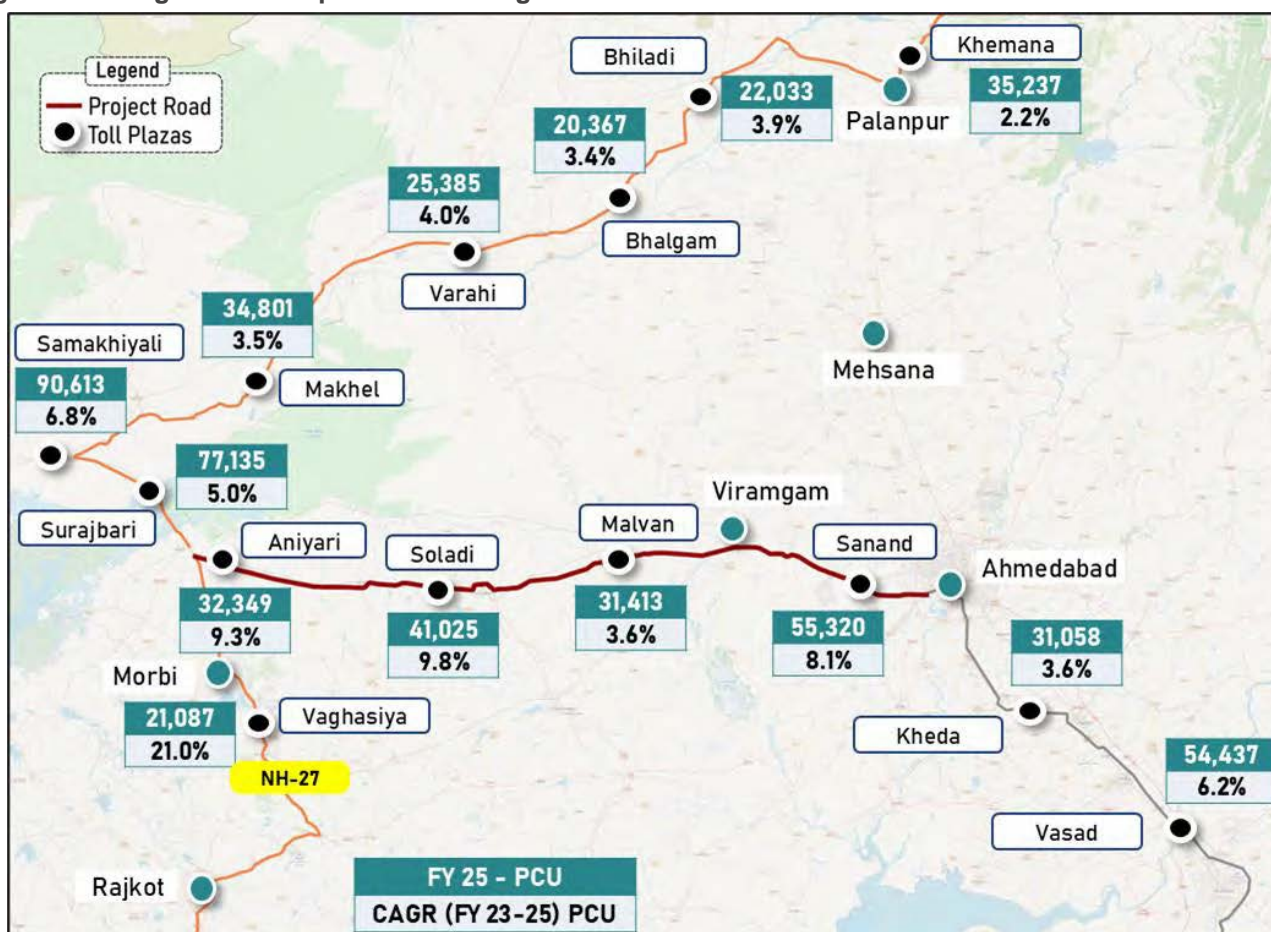 Legend
Project Road
Toll Plazas
Bhiladi
Khemana
22,033
3.9%
Palanpur
35,237
2.2%
20,367
3.4%
Bhalgam
25,385
4.0%
Varahi
34,801
3.5%
Makhel
Samakhiyali
90,613
6.8%
Mehsana
77,135
5.0%
Surajbari
Aniyari
32,349
9.3%
Soladi
41,025
9.8%
Malvan
31,413
3.6%
Viramgam
Sanand
55,320
8.1%
Ahmedabad
31,058
3.6%
Kheda
54,437
6.2%
Vasad
Morbi
21,087
21.0%
Vaghasiya
NH-27
Rajkot
FY 25 - PCU
CAGR (FY 23-25) PCU